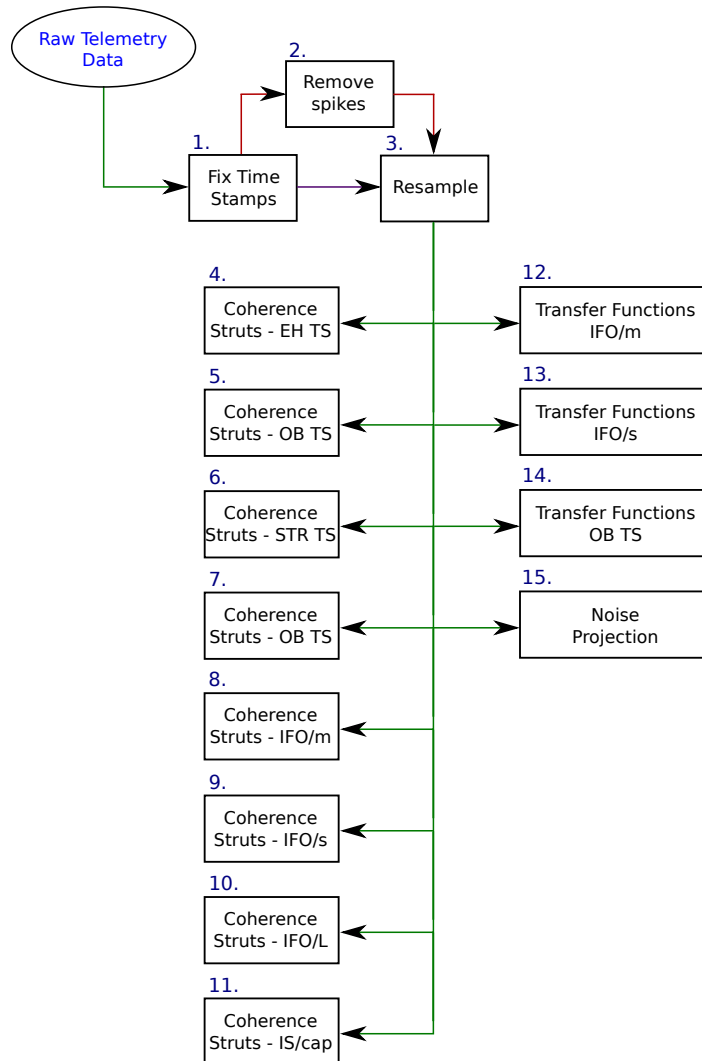 Raw Telemetry
Data
2.
Remove
spikes
1.
Fix Time
Stamps
3.
Resample
4.
Coherence
Struts - EH TS
5.
Coherence
Struts - OB TS
6.
Coherence
Struts - STR TS
7.
Coherence
Struts - OB TS
8.
Coherence
Struts - IFO/m
9.
Coherence
Struts - IFO/s
10.
Coherence
Struts - IFO/L
11.
Coherence
Struts - IS/cap
12.
Transfer Functions
IFO/m
13.
Transfer Functions
IFO/s
14.
Transfer Functions
OB TS
15.
Noise
Projection